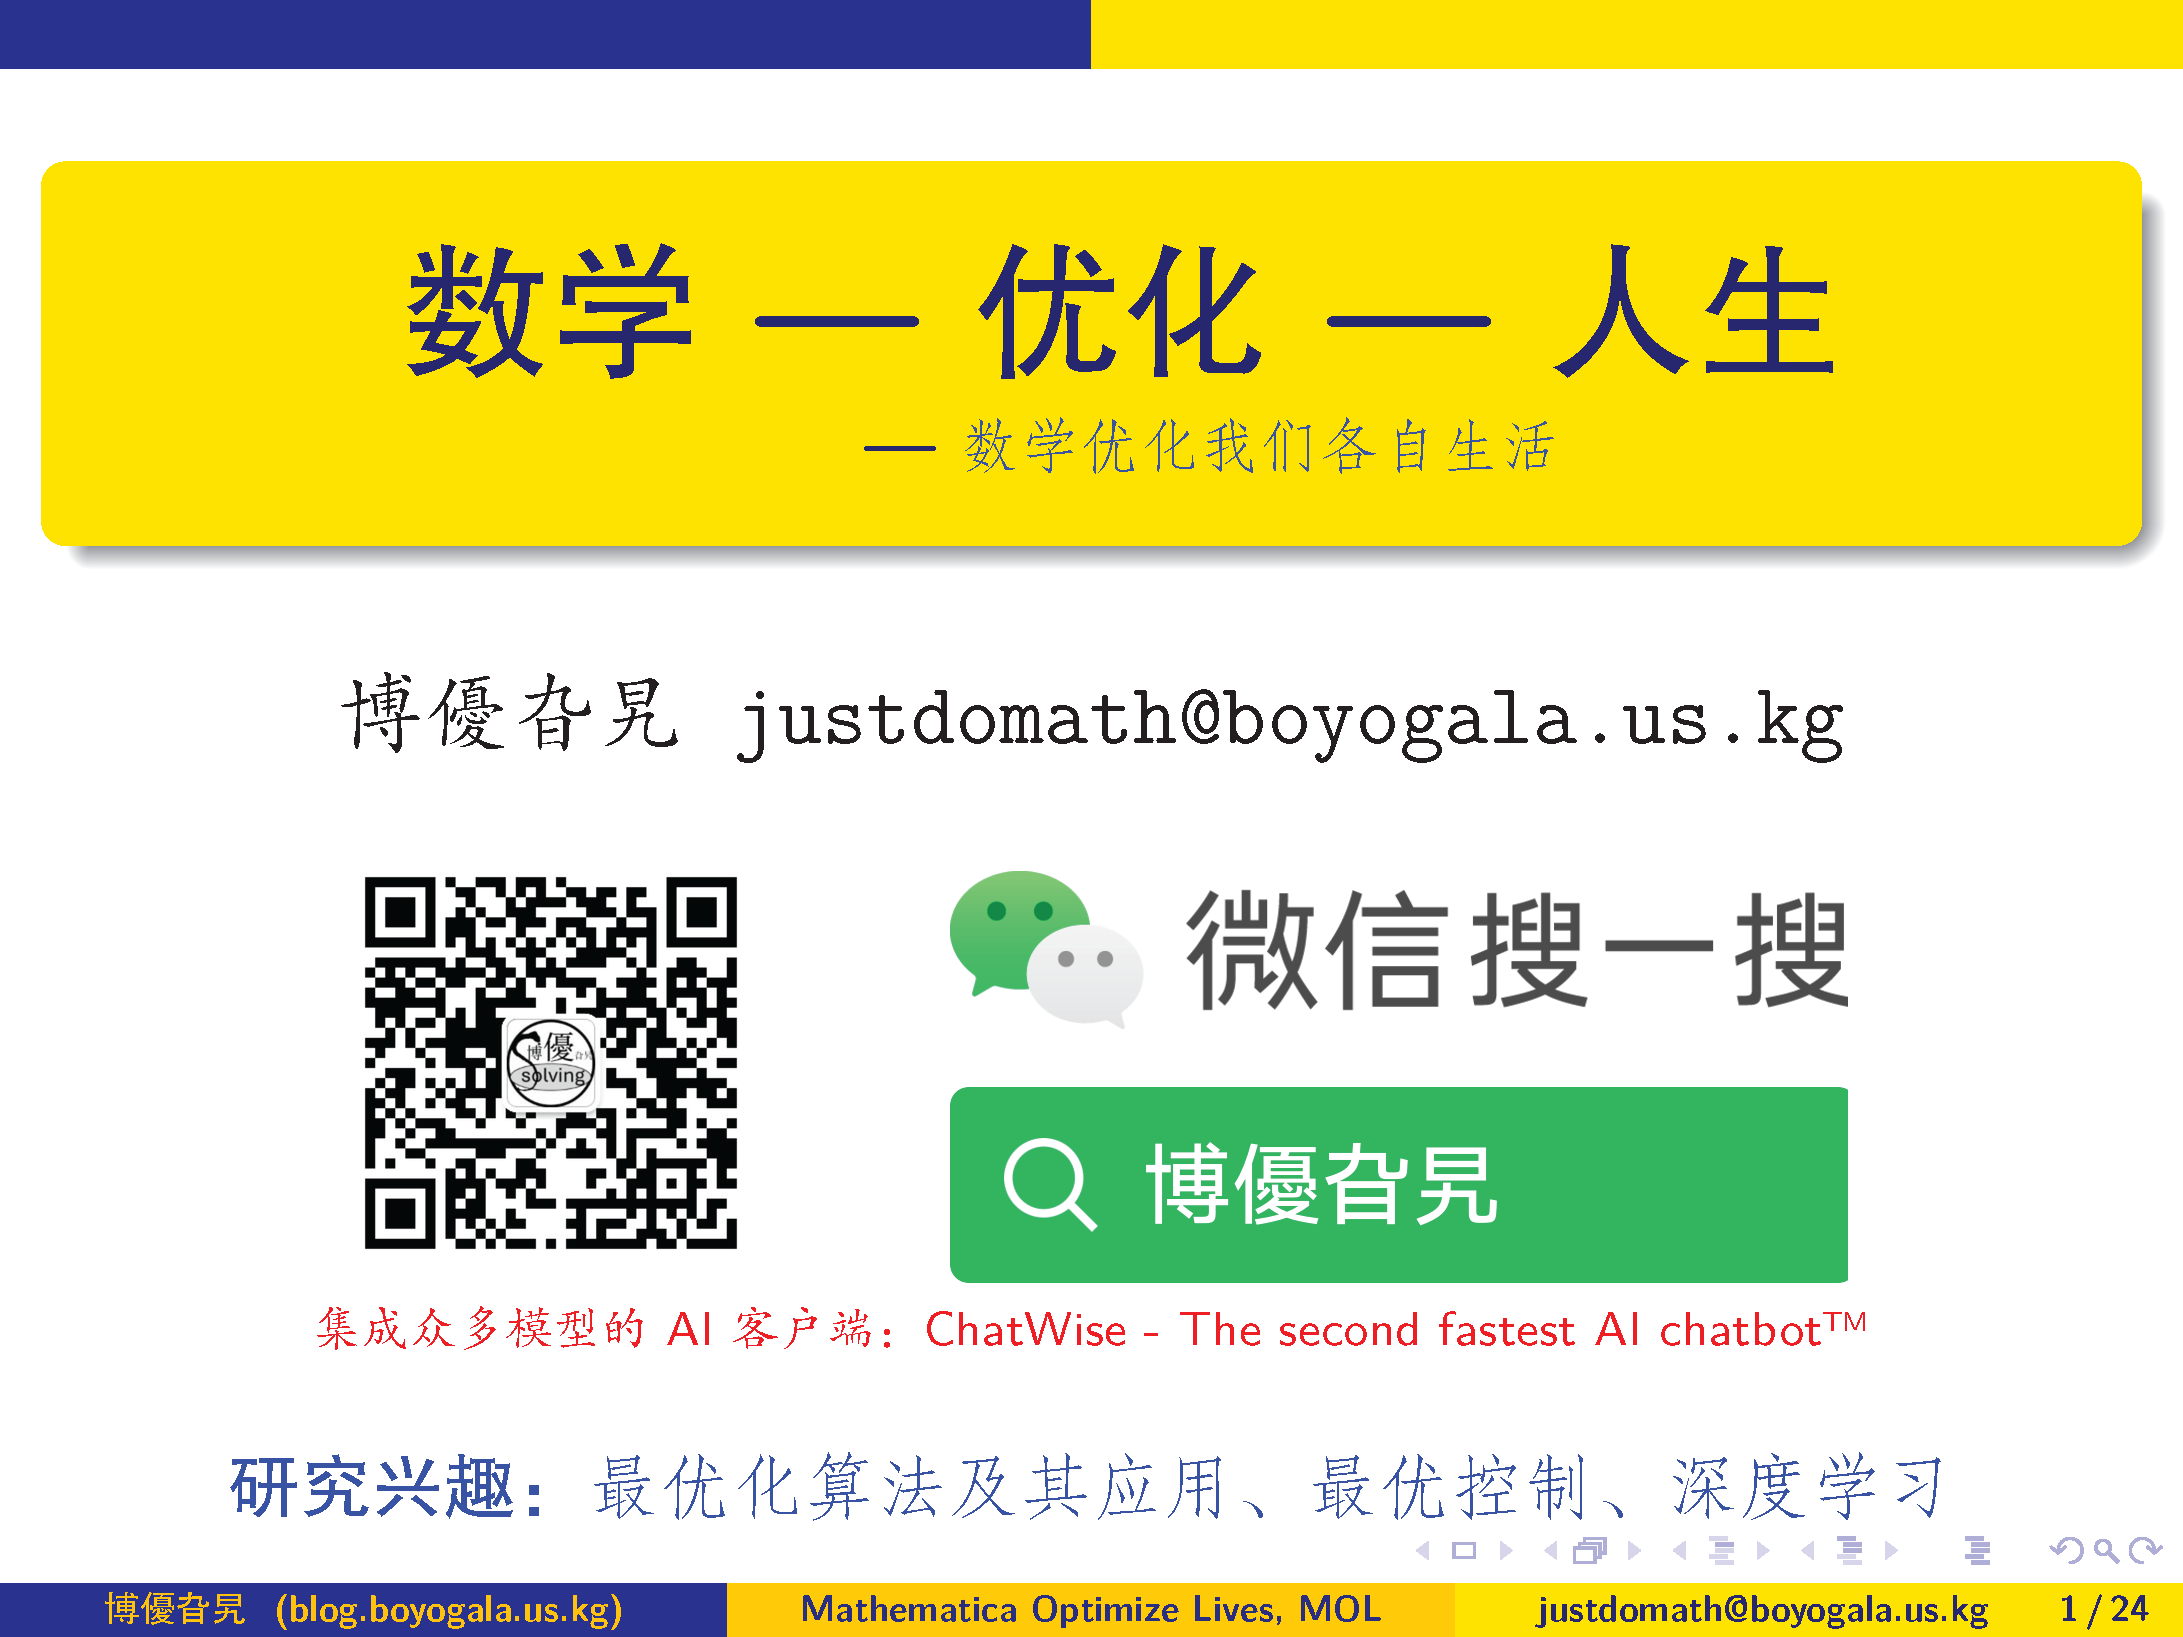 数学 — 优化 — 人生
— 数学优化我们各自生活
博優旮旯 justdomath@boyogala.us.kg
博優旮旯
solving
微信搜一搜
博優旮旯
集成众多模型的 AI 客户端：ChatWise - The second fastest AI chatbot™
研究兴趣：最优化算法及其应用、最优控制、深度学习
博優旮旯 (blog.boyogala.us.kg) Mathematica Optimize Lives, MOL justdomath@boyogala.us.kg 1 / 24